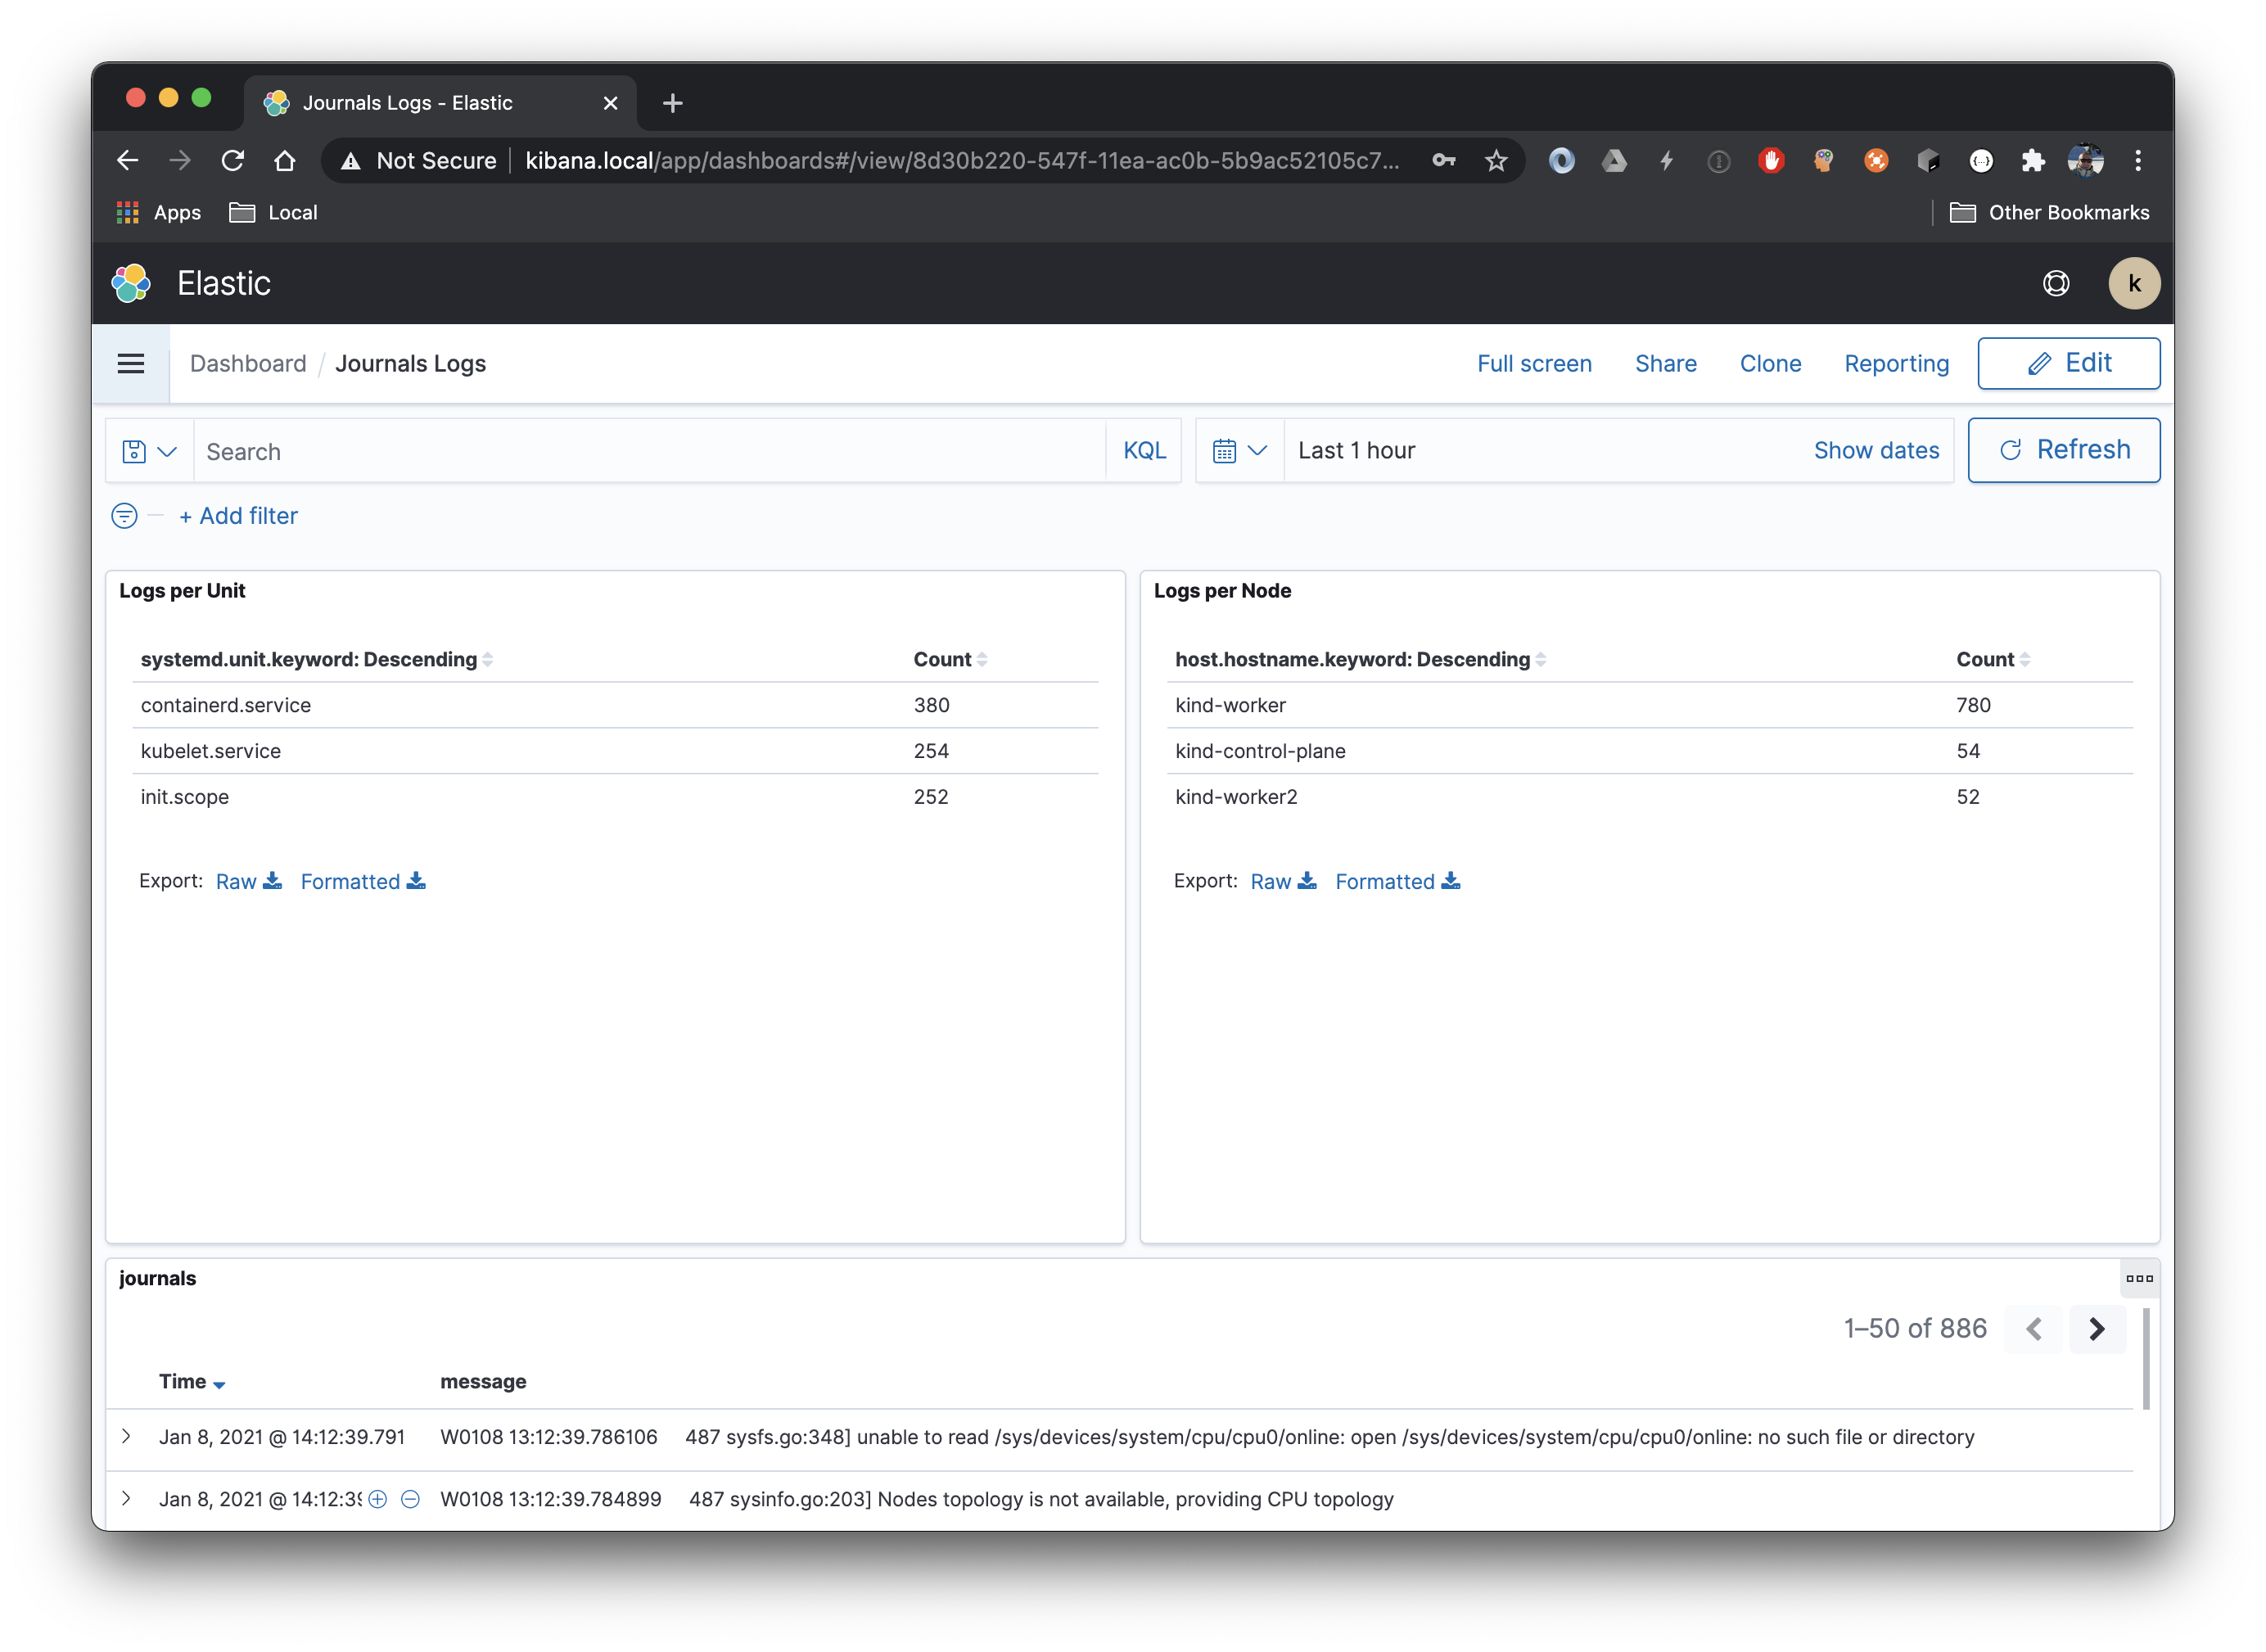 Journals Logs - Elastic
Not Secure kibana.local/app/dashboards#/view/8d30b220-547f-11ea-ac0b-5b9ac52105c7...
Apps Local Other Bookmarks
Elastic k
Dashboard / Journals Logs Full screen Share Clone Reporting Edit
Search KQL Last 1 hour Show dates Refresh
+ Add filter
Logs per Unit
systemd.unit.keyword: Descending Count
containerd.service 380
kubelet.service 254
init.scope 252
Export: Raw Formatted
Logs per Node
host.hostname.keyword: Descending Count
kind-worker 780
kind-control-plane 54
kind-worker2 52
Export: Raw Formatted
journals
1–50 of 886
Time message
Jan 8, 2021 @ 14:12:39.791 W0108 13:12:39.786106 487 sysfs.go:348] unable to read /sys/devices/system/cpu/cpu0/online: open /sys/devices/system/cpu/cpu0/online: no such file or directory
Jan 8, 2021 @ 14:12:39 W0108 13:12:39.784899 487 sysinfo.go:203] Nodes topology is not available, providing CPU topology